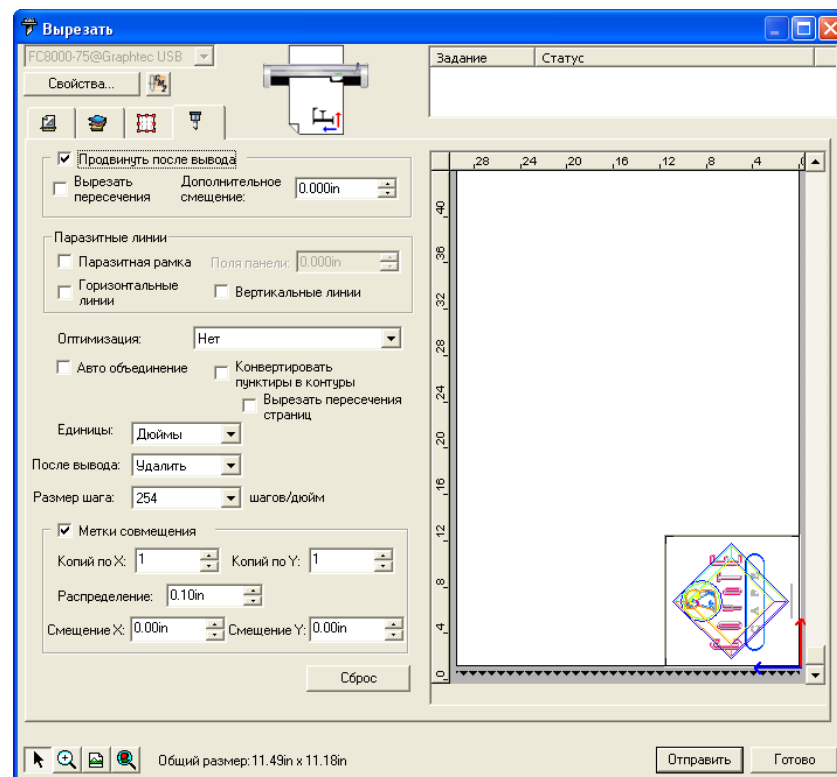 Вырезать
FC8000-75@Graphtec USB
Задание Статус
Свойства...
Продвинуть после вывода
Вырезать пересечения
Дополнительное смещение: 0.000in
Паразитные линии
Паразитная рамка Поля панели: 0.000in
Горизонтальные линии
Вертикальные линии
Оптимизация: Нет
Авто объединение
Конвертировать
пунктиры в контуры
Вырезать пересечения
страниц
Единицы: Дюймы
После вывода: Удалить
Размер шага: 254 шагов/дюйм
Метки совмещения
Копий по X: 1 Копий по Y: 1
Распределение: 0.10in
Смещение X: 0.00in Смещение Y: 0.00in
Сброс
28 24 20 16 12 8 4 0
40
36
32
28
24
20
16
12
8
4
0
COYOTE
CAFE
Общий размер: 11.49in x 11.18in
Отправить Готово